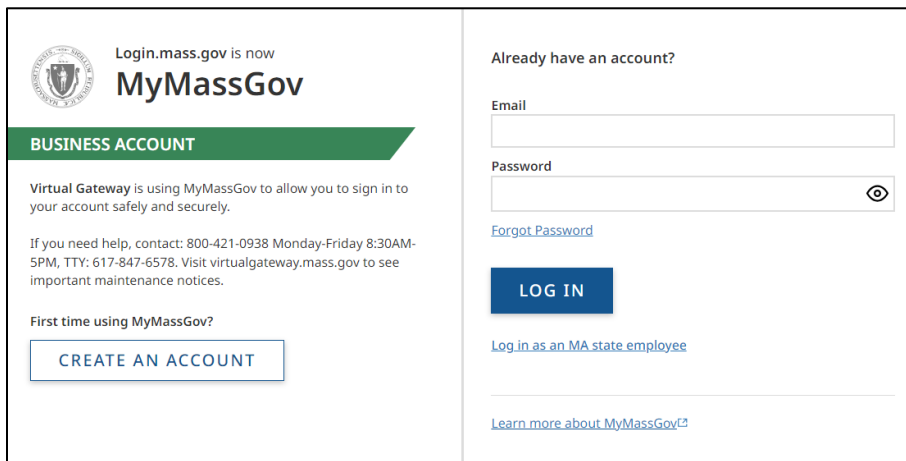 Login.mass.gov is now
MyMassGov
BUSINESS ACCOUNT
Virtual Gateway is using MyMassGov to allow you to sign in to
your account safely and securely.
If you need help, contact: 800-421-0938 Monday-Friday 8:30AM-
5PM, TTY: 617-847-6578. Visit virtualgateway.mass.gov to see
important maintenance notices.
First time using MyMassGov?
CREATE AN ACCOUNT
Already have an account?
Email
Password
Forgot Password
LOG IN
Log in as an MA state employee
Learn more about MyMassGov